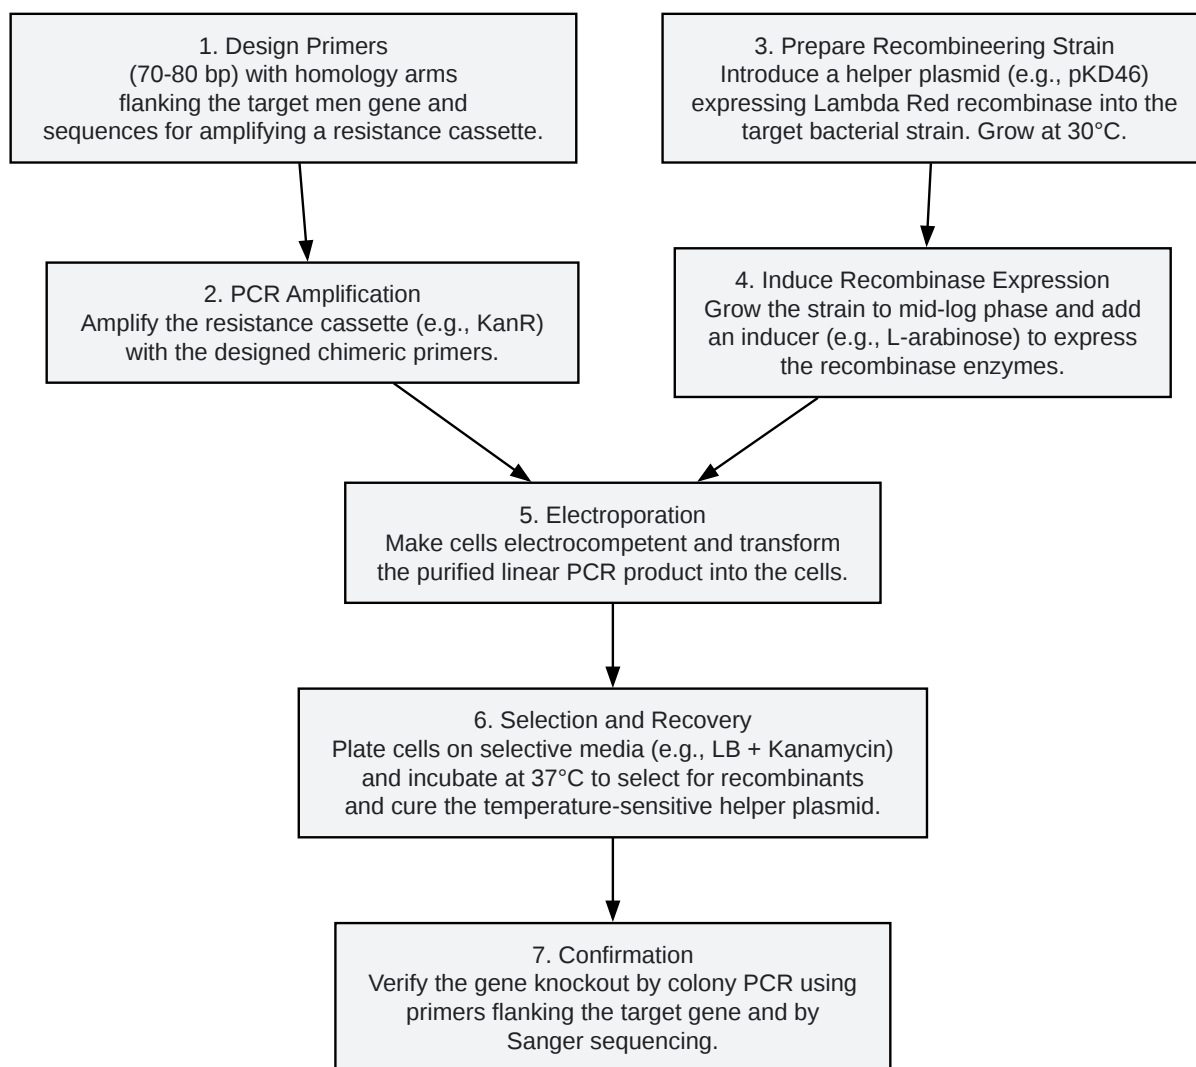 1. Design Primers
(70-80 bp) with homology arms
flanking the target men gene and
sequences for amplifying a resistance cassette.
3. Prepare Recombineering Strain
Introduce a helper plasmid (e.g., pKD46)
expressing Lambda Red recombinase into the
target bacterial strain. Grow at 30°C.
2. PCR Amplification
Amplify the resistance cassette (e.g., KanR)
with the designed chimeric primers.
4. Induce Recombinase Expression
Grow the strain to mid-log phase and add
an inducer (e.g., L-arabinose) to express
the recombinase enzymes.
5. Electroporation
Make cells electrocompetent and transform
the purified linear PCR product into the cells.
6. Selection and Recovery
Plate cells on selective media (e.g., LB + Kanamycin)
and incubate at 37°C to select for recombinants
and cure the temperature-sensitive helper plasmid.
7. Confirmation
Verify the gene knockout by colony PCR using
primers flanking the target gene and by
Sanger sequencing.